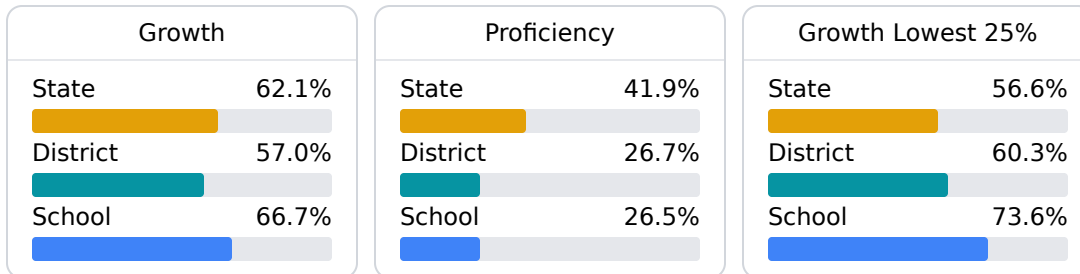 Growth
State 62.1%
District 57.0%
School 66.7%
Proficiency
State 41.9%
District 26.7%
School 26.5%
Growth Lowest 25%
State 56.6%
District 60.3%
School 73.6%